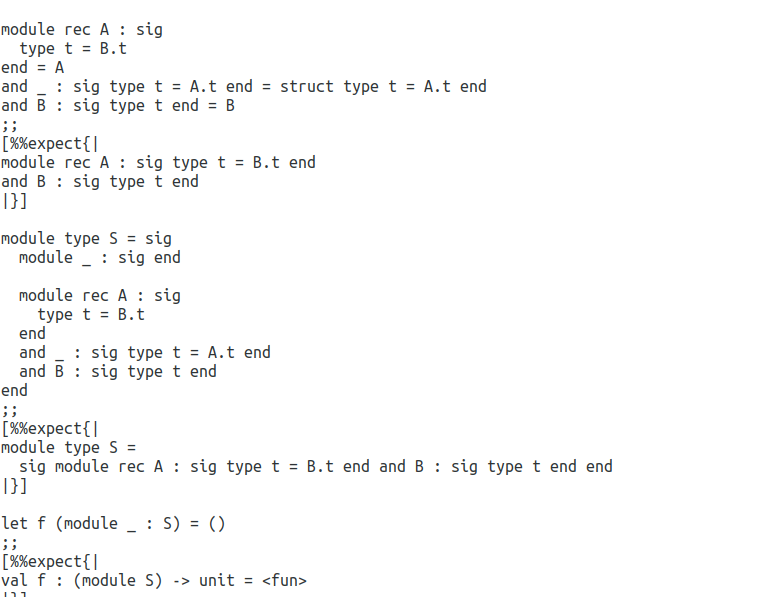 module rec A : sig
  type t = B.t
end = A
and _ : sig type t = A.t end = struct type t = A.t end
and B : sig type t end = B
;;
[%%expect{|
module rec A : sig type t = B.t end
and B : sig type t end
|}]

module type S = sig
  module _ : sig end

  module rec A : sig
    type t = B.t
  end
  and _ : sig type t = A.t end
  and B : sig type t end
end
;;
[%%expect{|
module type S =
  sig module rec A : sig type t = B.t end and B : sig type t end end
|}]

let f (module _ : S) = ()
;;
[%%expect{|
val f : (module S) -> unit = <fun>
|}]